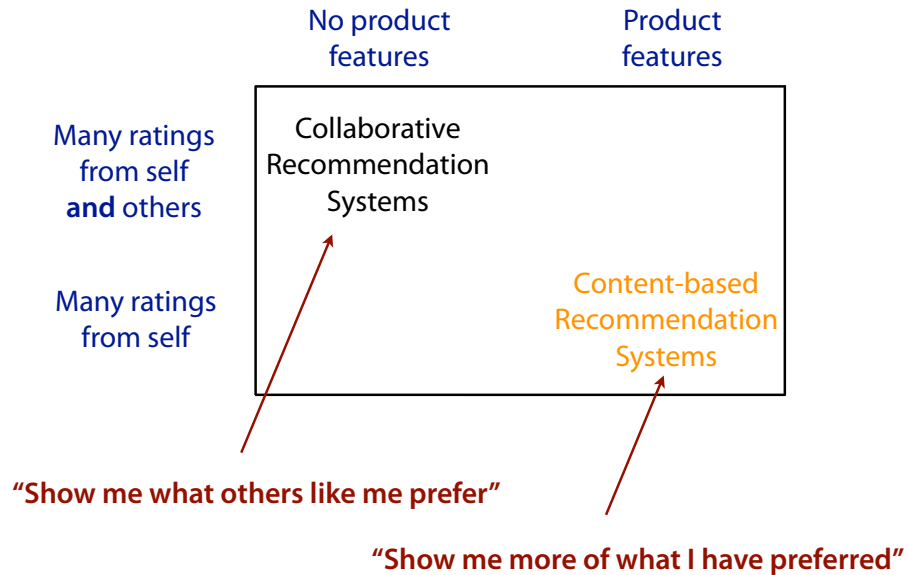 No product
features
Product
features
Many ratings
from self
and others
Collaborative
Recommendation
Systems
Many ratings
from self
Content-based
Recommendation
Systems
“Show me what others like me prefer”
“Show me more of what I have preferred”